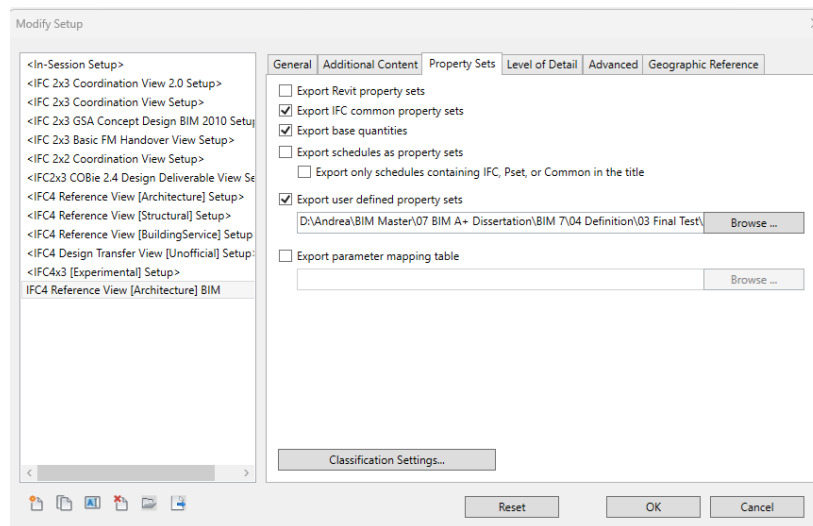 Modify Setup
<In-Session Setup>
<IFC 2x3 Coordination View 2.0 Setup>
<IFC 2x3 Coordination View Setup>
<IFC 2x3 GSA Concept Design BIM 2010 Setup
<IFC 2x3 Basic FM Handover View Setup>
<IFC 2x2 Coordination View Setup>
<IFC2x3 COBie 2.4 Design Deliverable View Se
<IFC4 Reference View [Architecture] Setup>
<IFC4 Reference View [Structural] Setup>
<IFC4 Reference View [BuildingService] Setup
<IFC4 Design Transfer View [Unofficial] Setup>
<IFC4x3 [Experimental] Setup>
IFC4 Reference View [Architecture] BIM
General Additional Content Property Sets Level of Detail Advanced Geographic Reference
Export Revit property sets
Export IFC common property sets
Export base quantities
Export schedules as property sets
Export only schedules containing IFC, Pset, or Common in the title
Export user defined property sets
D:\Andrea\BIM Master\07 BIM A+ Dissertation\BIM 7\04 Definition\03 Final Test\ Browse ...
Export parameter mapping table
Browse ...
Classification Settings...
Reset OK Cancel